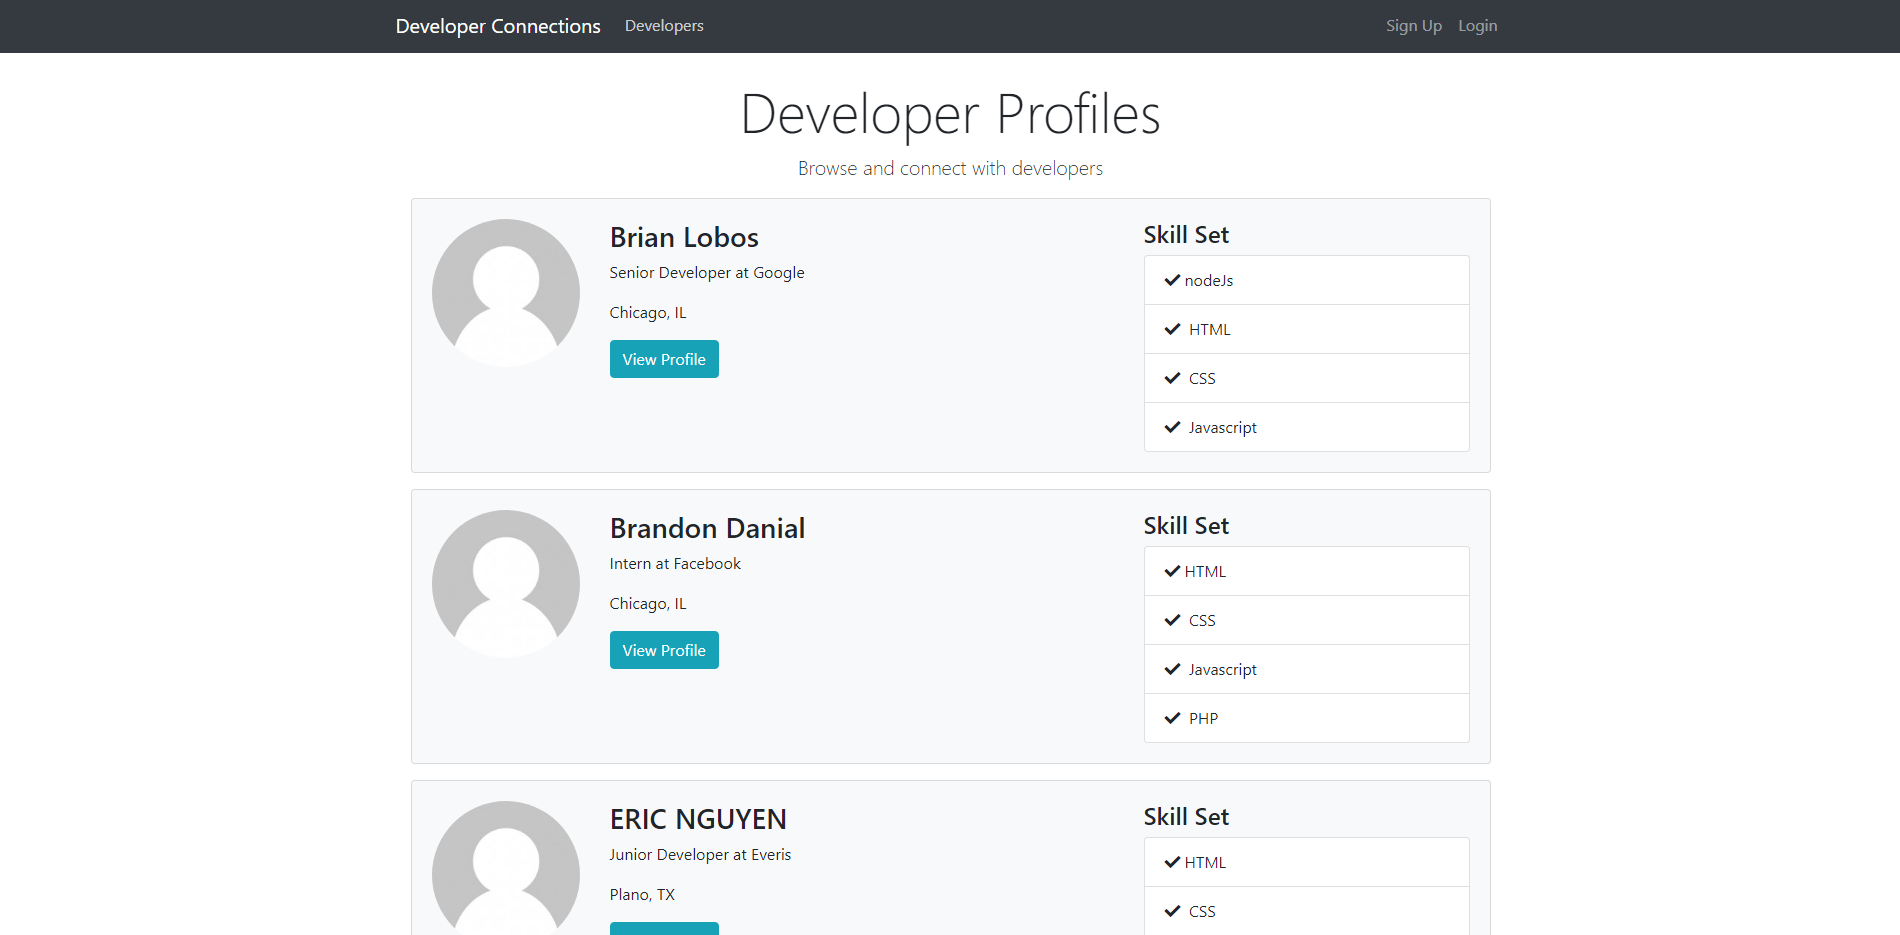 Developer Connections Developers Sign Up Login
Developer Profiles
Browse and connect with developers
Brian Lobos
Senior Developer at Google
Chicago, IL
View Profile
Skill Set
nodeJs
HTML
CSS
Javascript
Brandon Danial
Intern at Facebook
Chicago, IL
View Profile
Skill Set
HTML
CSS
Javascript
PHP
ERIC NGUYEN
Junior Developer at Everis
Plano, TX
Skill Set
HTML
CSS